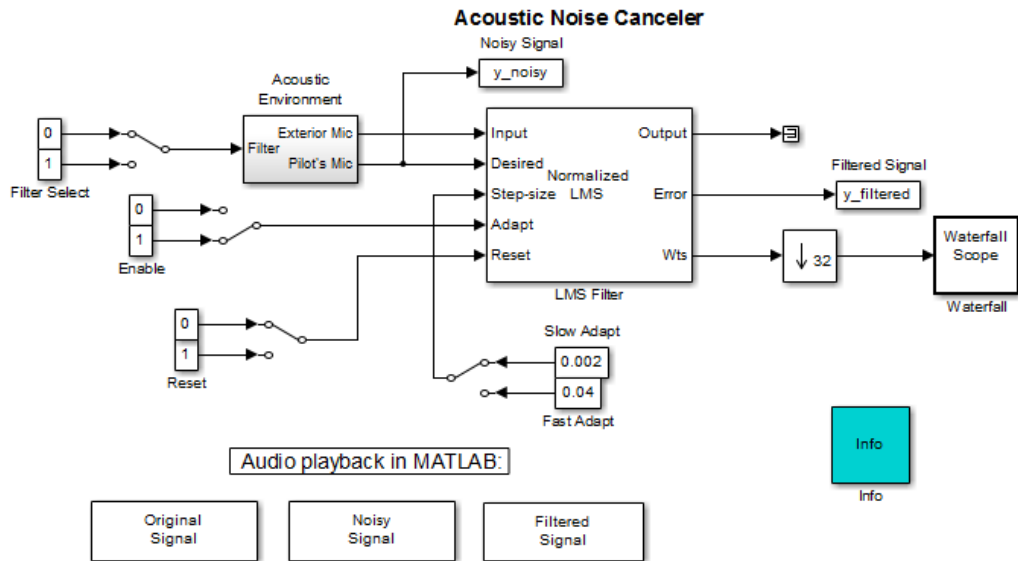 Acoustic Noise Canceler
Noisy Signal
y_noisy
Acoustic
Environment
0
1
Filter Select
Filter
Exterior Mic
Pilot's Mic
Input
Desired
Step-size
Adapt
Reset
Normalized
LMS
Output
Error
Wts
LMS Filter
Filtered Signal
y_filtered
32
Waterfall
Scope
Waterfall
0
1
Enable
0
1
Reset
Slow Adapt
0.002
0.04
Fast Adapt
Info
Info
Audio playback in MATLAB:
Original
Signal
Noisy
Signal
Filtered
Signal